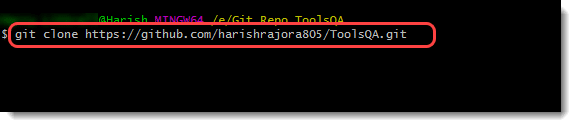 @Harish MINGW64 /e/Git Repo ToolsQA
$ git clone https://github.com/harishrajora805/ToolsQA.git